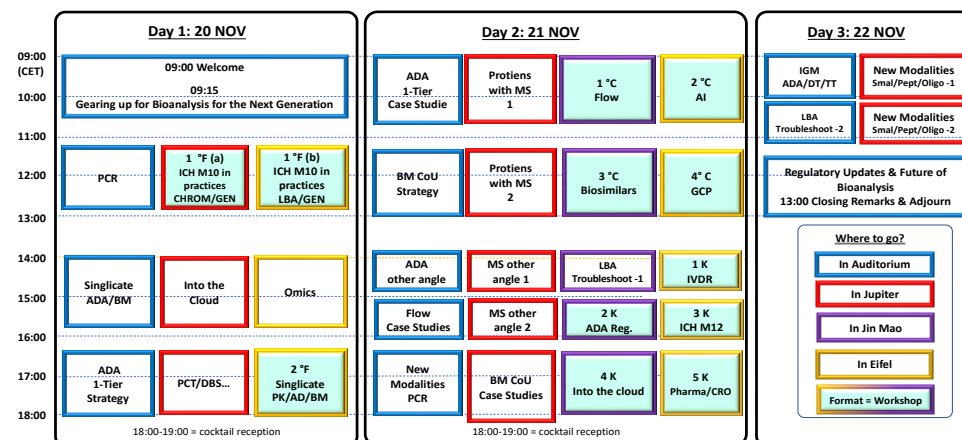 Day 1: 20 NOV
Day 2: 21 NOV
Day 3: 22 NOV
09:00
(CET)
10:00
11:00
12:00
13:00
14:00
15:00
16:00
17:00
18:00
09:00 Welcome
09:15
Gearing up for Bioanalysis for the Next Generation
PCR
1 °F (a)
ICH M10 in
practices
CHROM/GEN
1 °F (b)
ICH M10 in
practices
LBA/GEN
Singlicate
ADA/BM
Into the
Cloud
Omics
ADA
1-Tier
Strategy
PCT/DBS...
2 °F
Singlicate
PK/AD/BM
18:00-19:00 = cocktail reception
ADA
1-Tier
Case Studie
Protiens
with MS
1
1 °C
Flow
2 °C
AI
BM CoU
Strategy
Protiens
with MS
2
3 °C
Biosimilars
4° C
GCP
ADA
other angle
MS other
angle 1
LBA
Troubleshoot -1
1 K
IVDR
Flow
Case Studies
MS other
angle 2
2 K
ADA Reg.
3 K
ICH M12
New
Modalities
PCR
BM CoU
Case Studies
4 K
Into the cloud
5 K
Pharma/CRO
18:00-19:00 = cocktail reception
IGM
ADA/DT/TT
New Modalities
Smal/Pept/Oligo -1
LBA
Troubleshoot -2
New Modalities
Smal/Pept/Oligo -2
Regulatory Updates & Future of
Bioanalysis
13:00 Closing Remarks & Adjourn
Where to go?
In Auditorium
In Jupiter
In Jin Mao
In Eifel
Format = Workshop